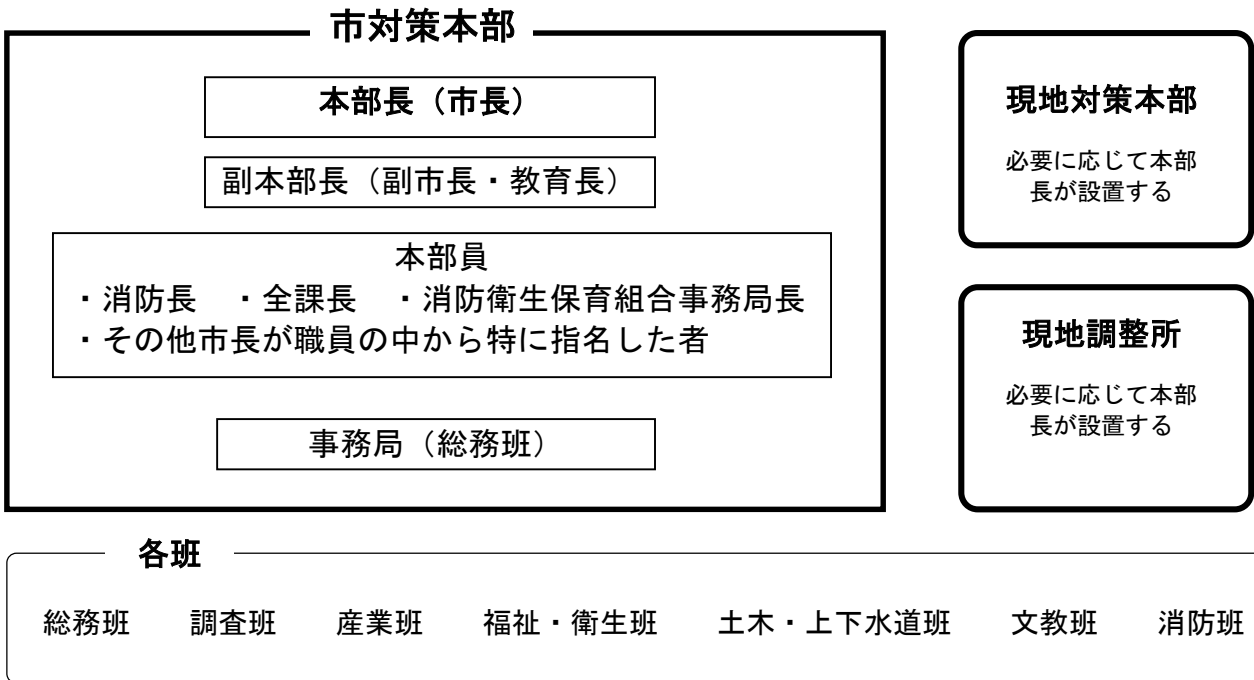 市対策本部
本部長（市長）
副本部長（副市長・教育長）
本部員
・消防長　・全課長　・消防衛生保育組合事務局長
・その他市長が職員の中から特に指名した者
事務局（総務班）
現地対策本部
必要に応じて本部
長が設置する
現地調整所
必要に応じて本部
長が設置する
各班
総務班　調査班　産業班　福祉・衛生班　土木・上下水道班　文教班　消防班